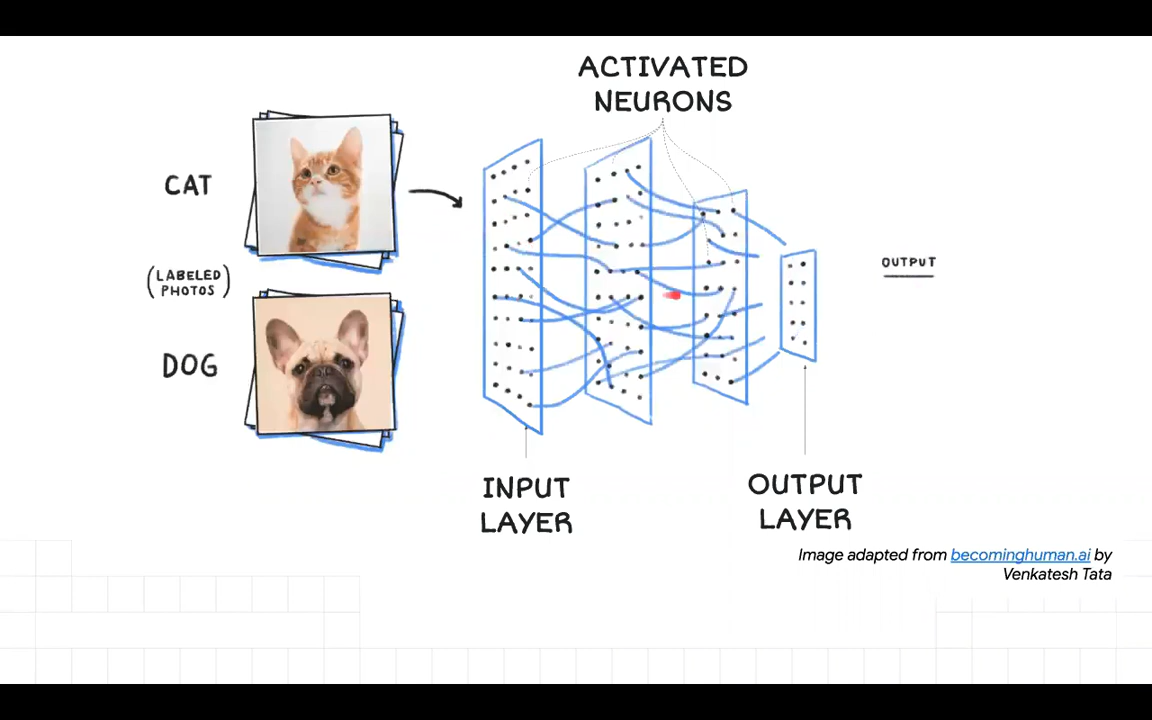 ACTIVATED
NEURONS
CAT
(LABELED
PHOTOS)
DOG
OUTPUT
INPUT
LAYER
OUTPUT
LAYER
Image adapted from becominghuman.ai by
Venkatesh Tata